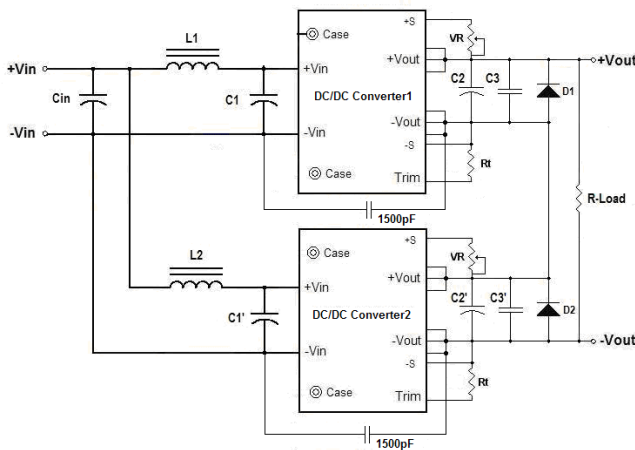 L1
+Vin
Cin
-Vin
C1
Case
+Vin
DC/DC Converter1
-Vin
Case
+S
+Vout
-Vout
-S
Trim
VR
C2
C3
D1
Rt
+Vout
R-Load
1500pF
L2
C1'
Case
+Vin
DC/DC Converter2
-Vin
Case
+S
+Vout
-Vout
-S
Trim
VR
C2'
C3'
D2
Rt
-Vout
1500pF